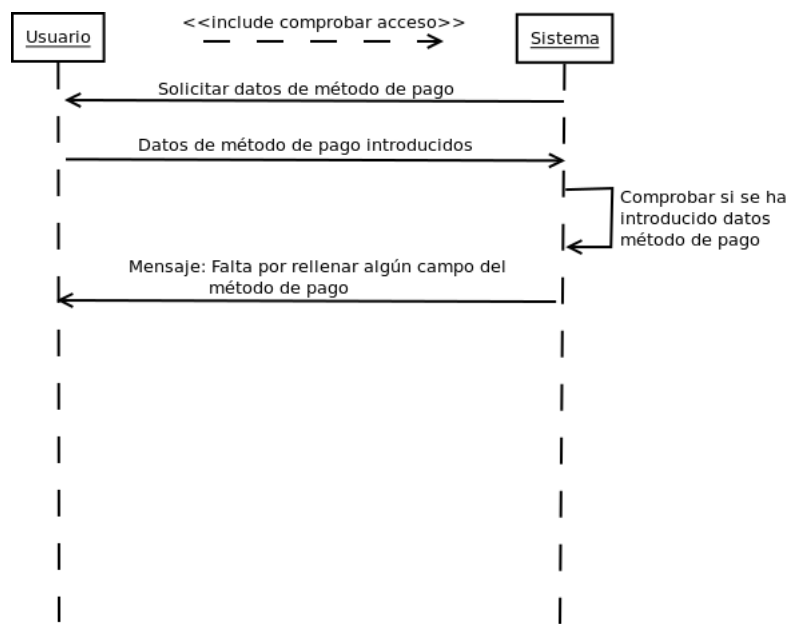 <<include comprobar acceso>>
Usuario
Sistema
Solicitar datos de método de pago
Datos de método de pago introducidos
Comprobar si se ha
introducido datos
método de pago
Mensaje: Falta por rellenar algún campo del
método de pago